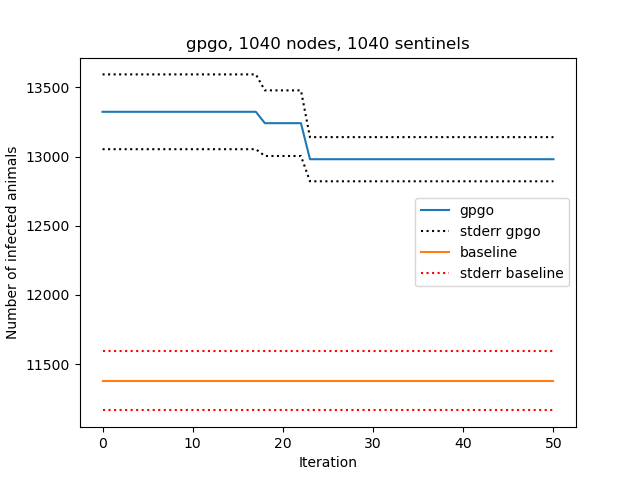 gpgo, 1040 nodes, 1040 sentinels
Number of infected animals
13500
13000
12500
12000
11500
gpgo
stderr gpgo
baseline
stderr baseline
0 10 20 30 40 50
Iteration